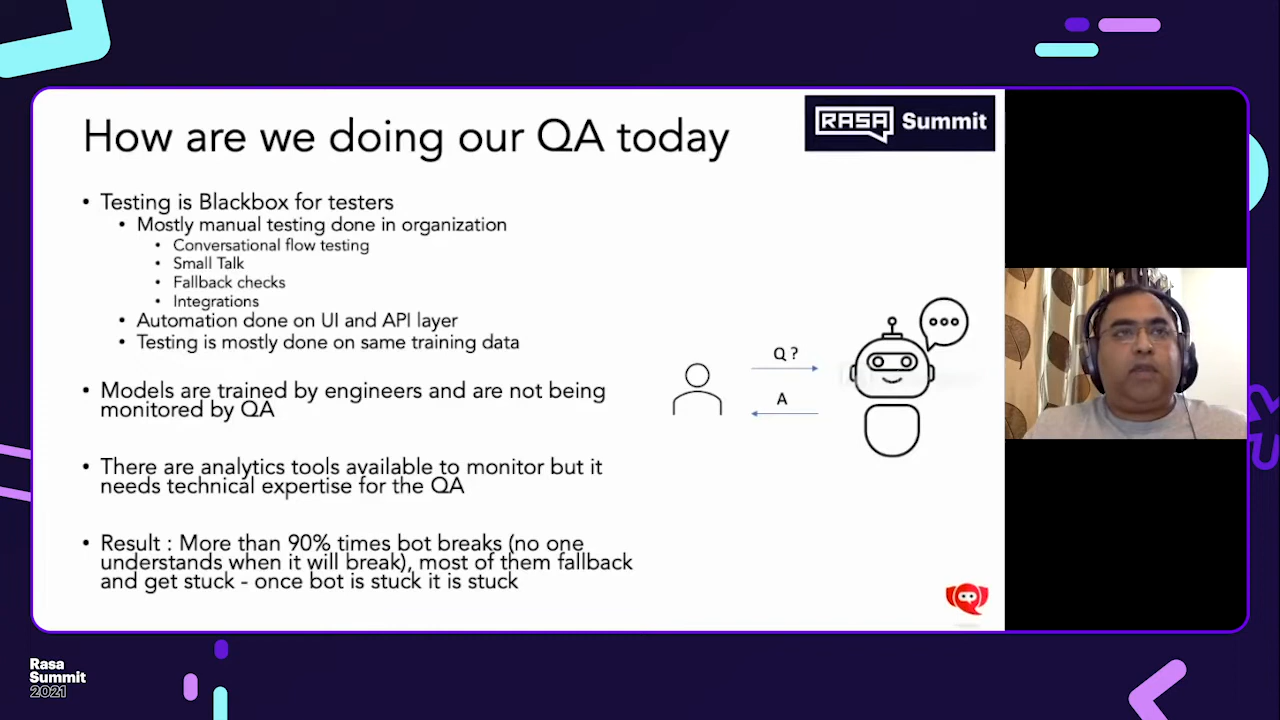 How are we doing our QA today
RASA Summit
• Testing is Blackbox for testers
• Mostly manual testing done in organization
• Conversational flow testing
• Small Talk
• Fallback checks
• Integrations
• Automation done on UI and API layer
• Testing is mostly done on same training data
• Models are trained by engineers and are not being
monitored by QA
• There are analytics tools available to monitor but it
needs technical expertise for the QA
• Result : More than 90% times bot breaks (no one
understands when it will break), most of them fallback
and get stuck - once bot is stuck it is stuck
Q ?
A
Rasa
Summit
2021